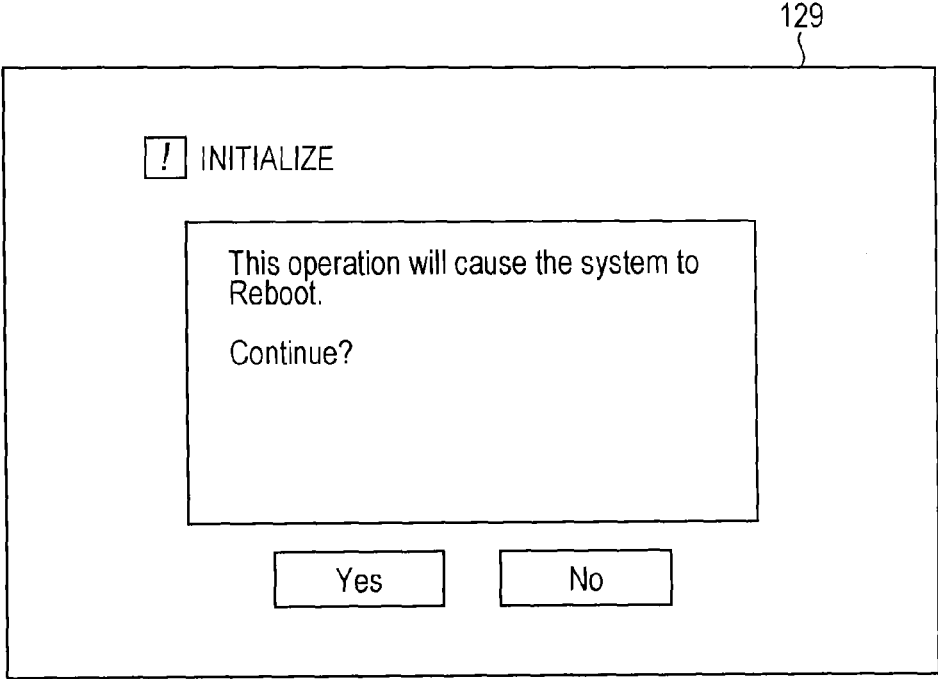 129
! INITIALIZE
This operation will cause the system to
Reboot.
Continue?
Yes No